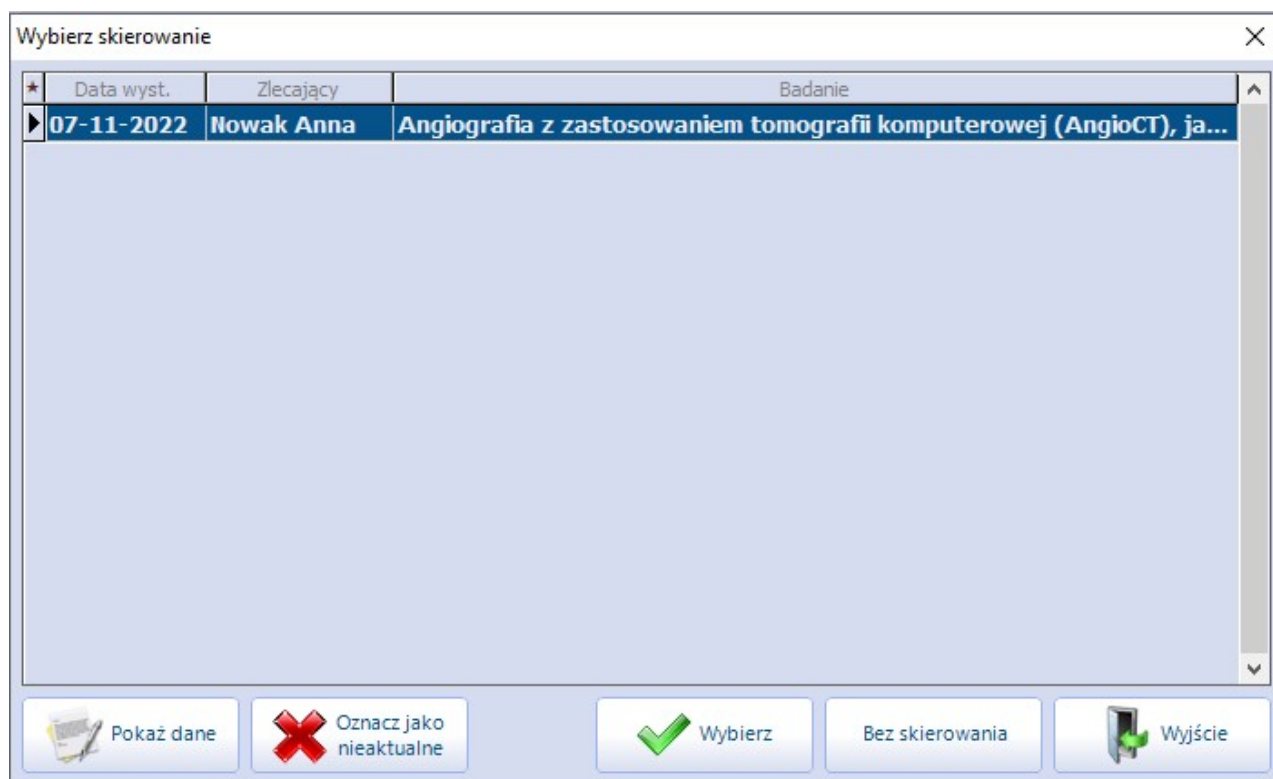 Wybierz skierowanie
Data wyst. Zlecający Badanie
07-11-2022 Nowak Anna Angiografia z zastosowaniem tomografii komputerowej (AngioCT), ja...
Pokaż dane
Oznacz jako
nieaktualne
Wybierz
Bez skierowania
Wyjście